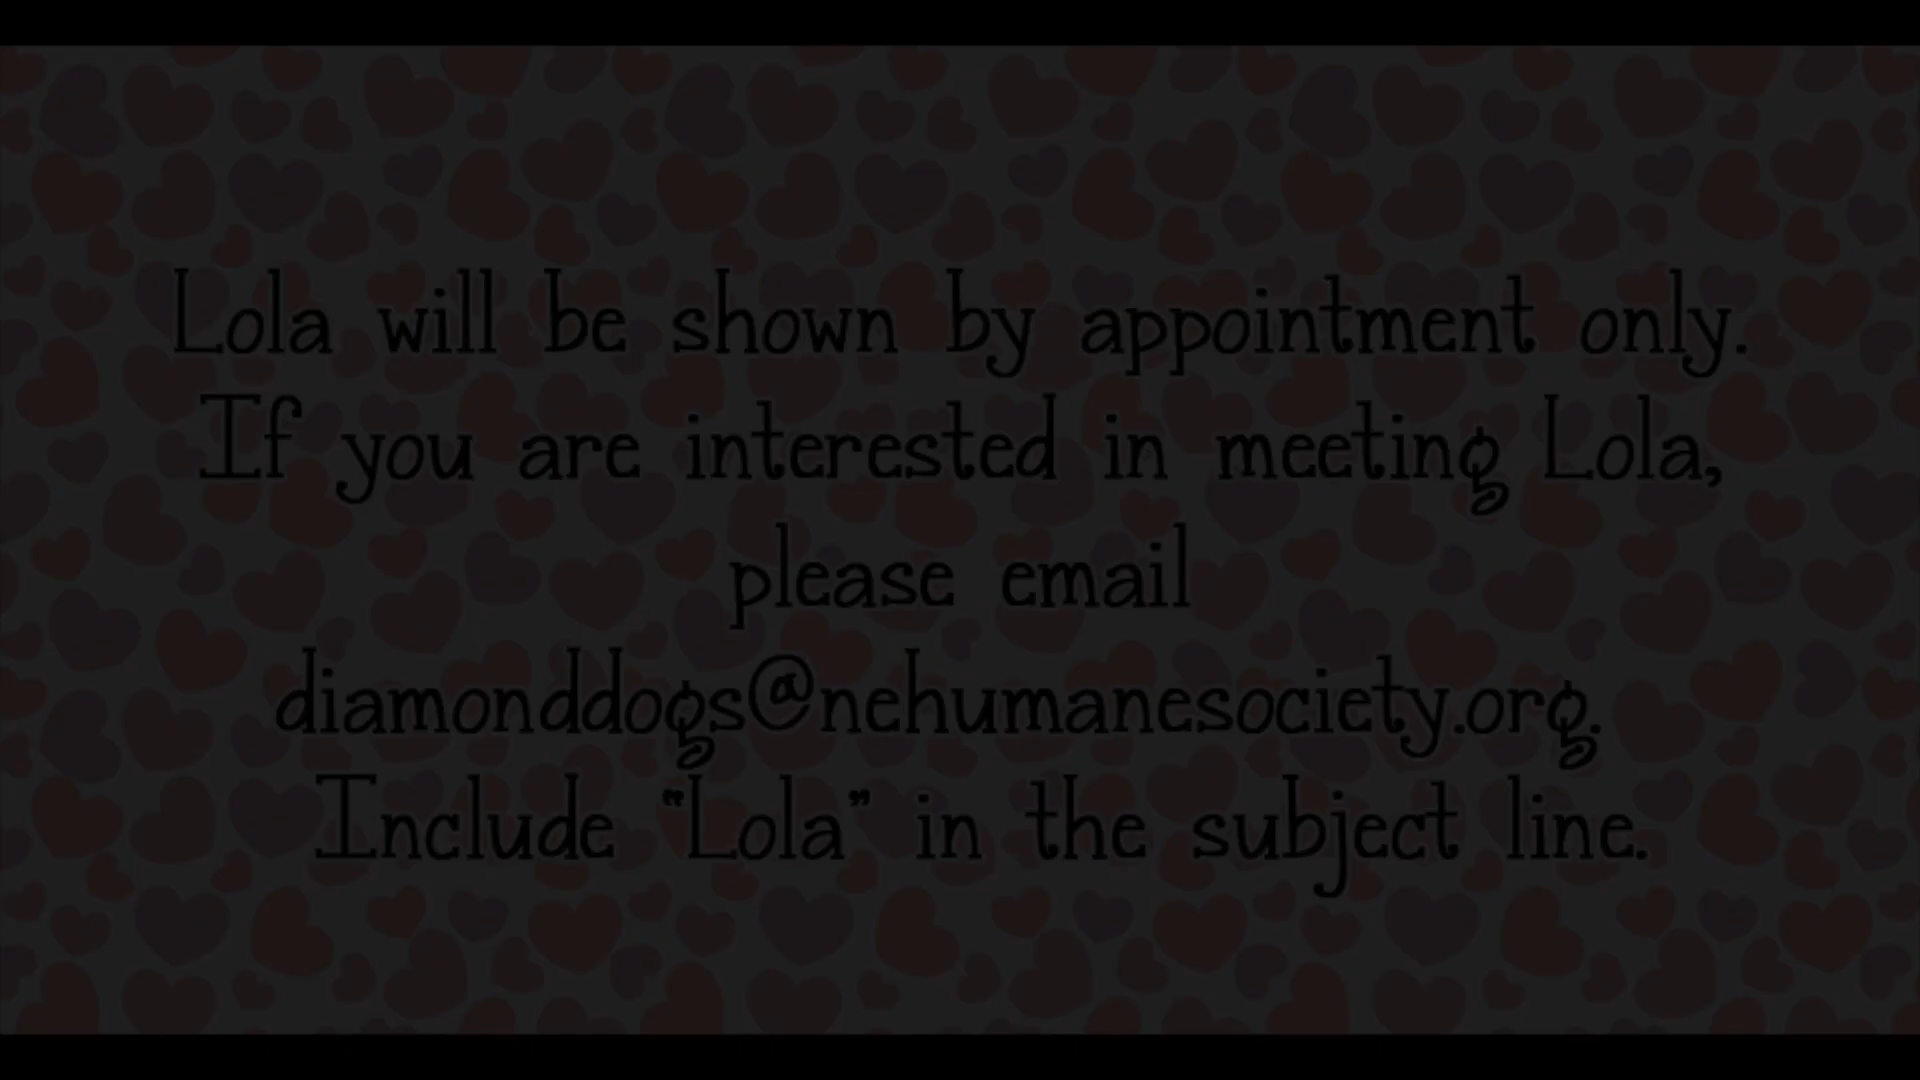 Lola will be shown by appointment only.
If you are interested in meeting Lola,
please email
diamonddogs@nehumanesociety.org.
Include “Lola” in the subject line.